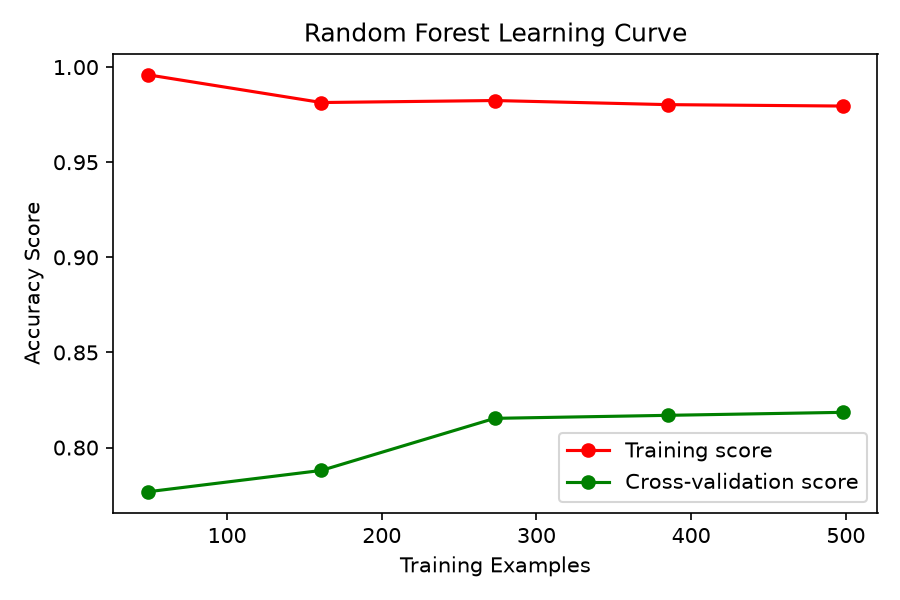 Random Forest Learning Curve
1.00
0.95
0.90
0.85
0.80
Accuracy Score
Training score
Cross-validation score
100 200 300 400 500
Training Examples